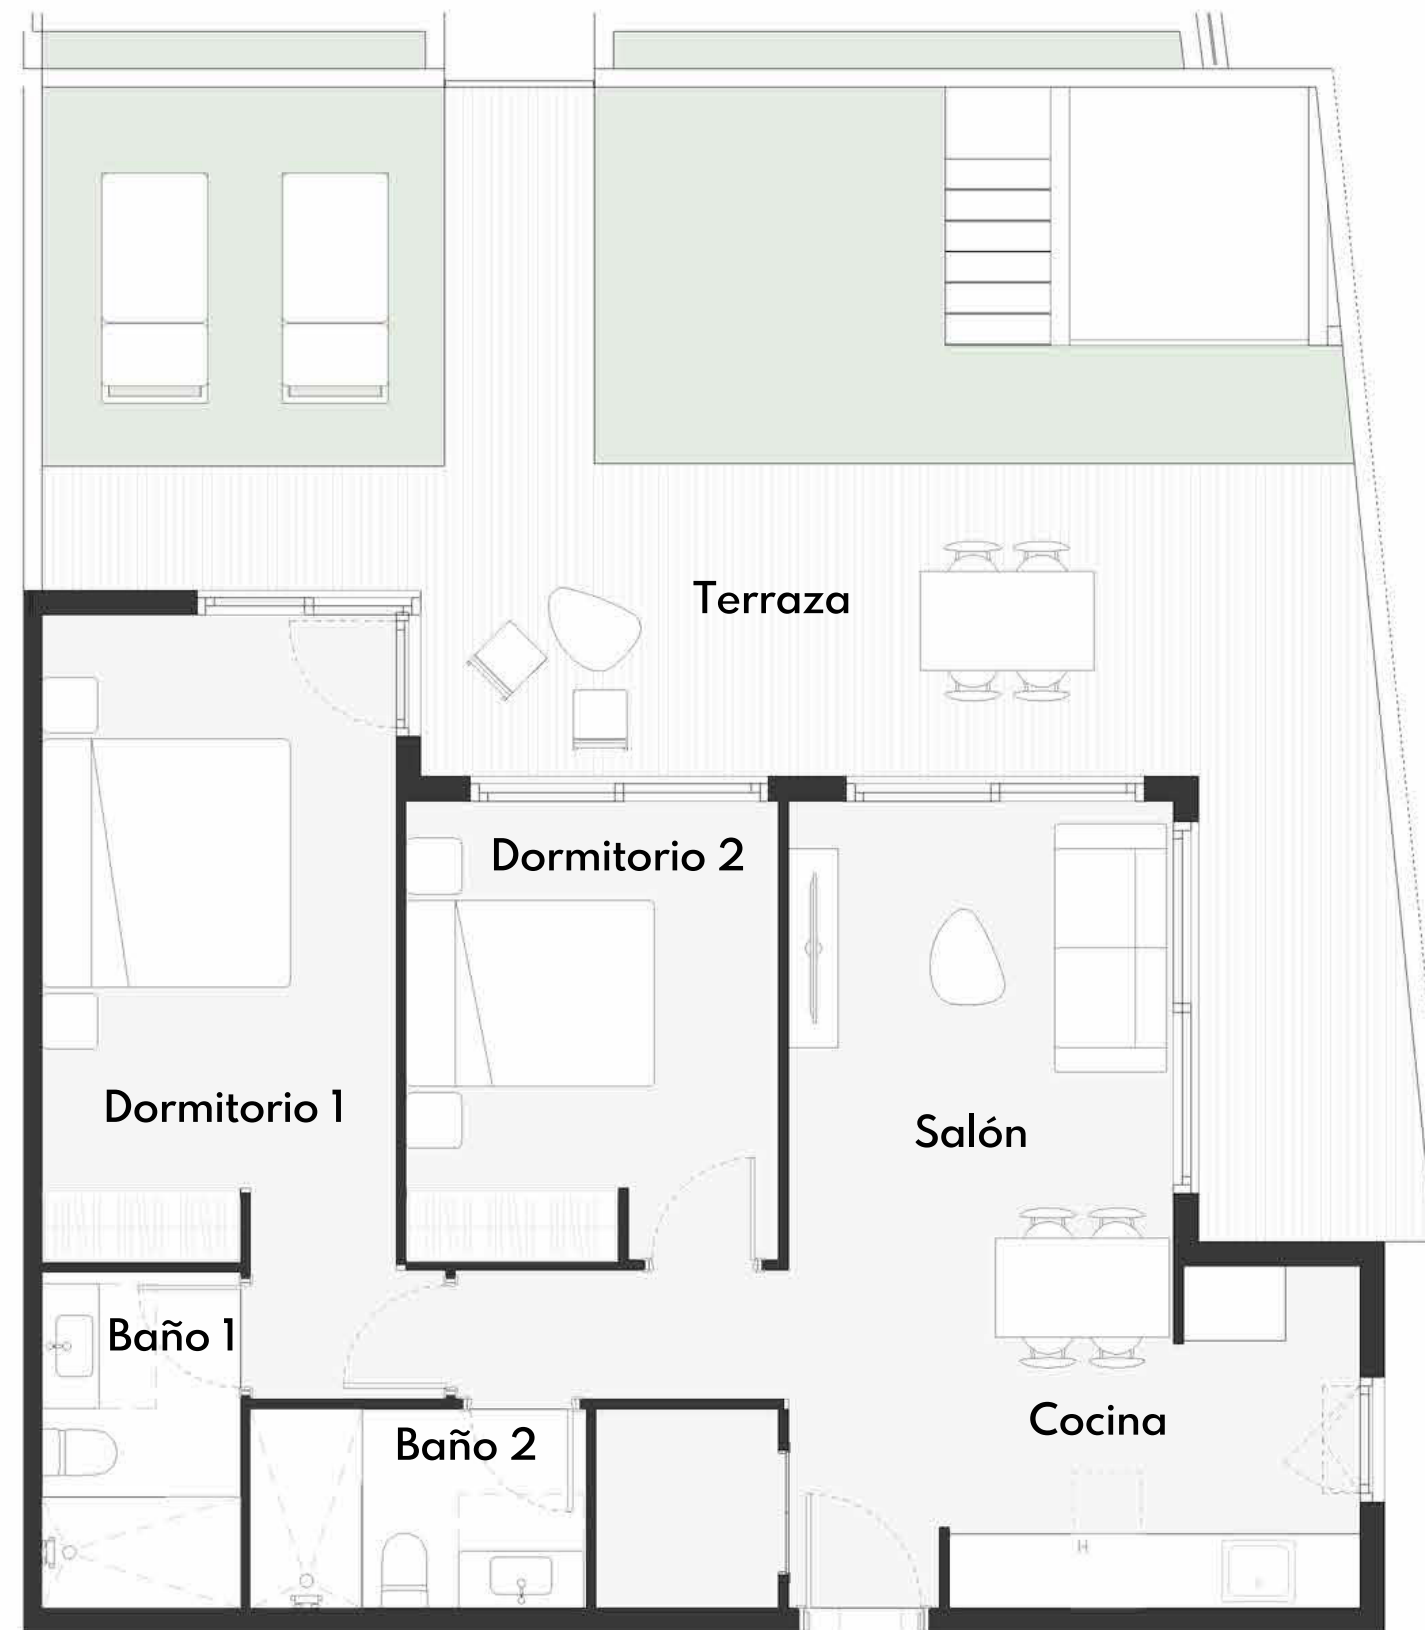 Terraza
Dormitorio 2
Dormitorio 1
Salón
Baño 1
Cocina
Baño 2
H